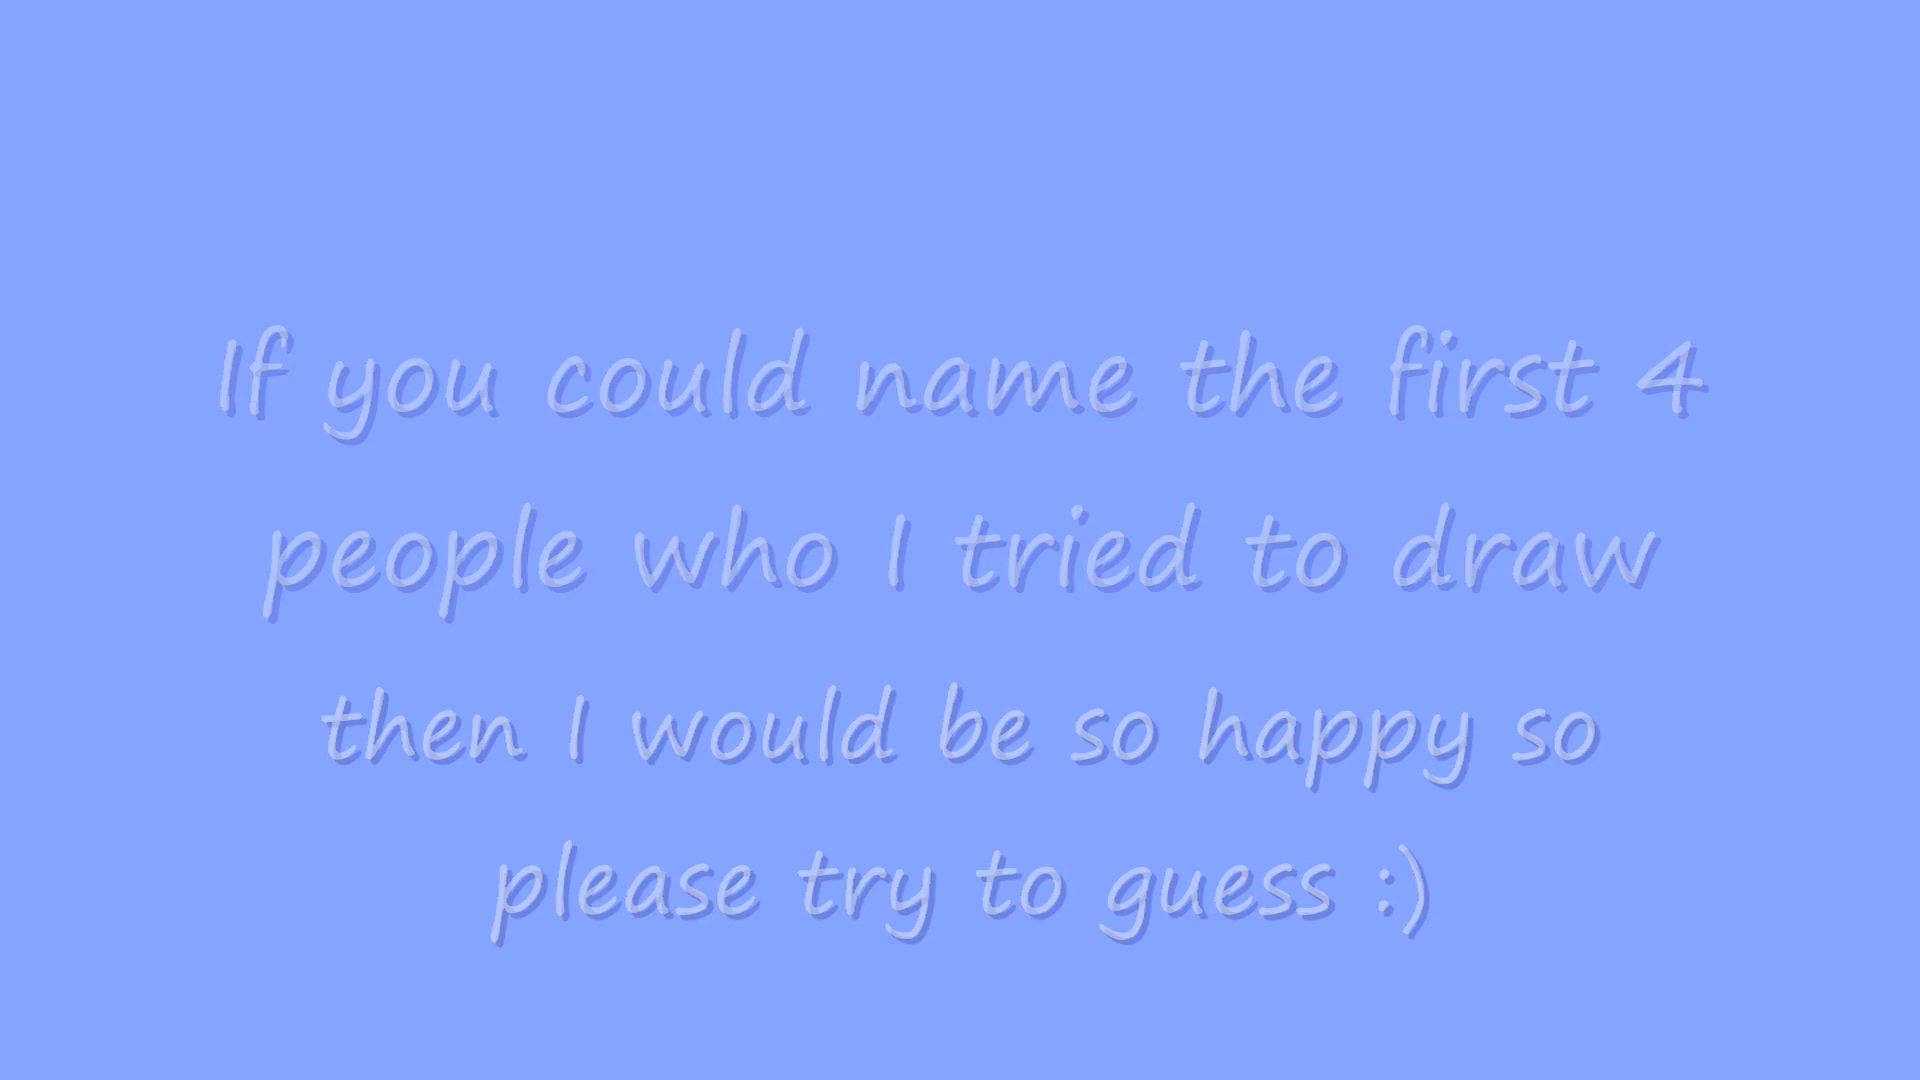 If you could name the first 4
people who I tried to draw
then I would be so happy so
please try to guess :)